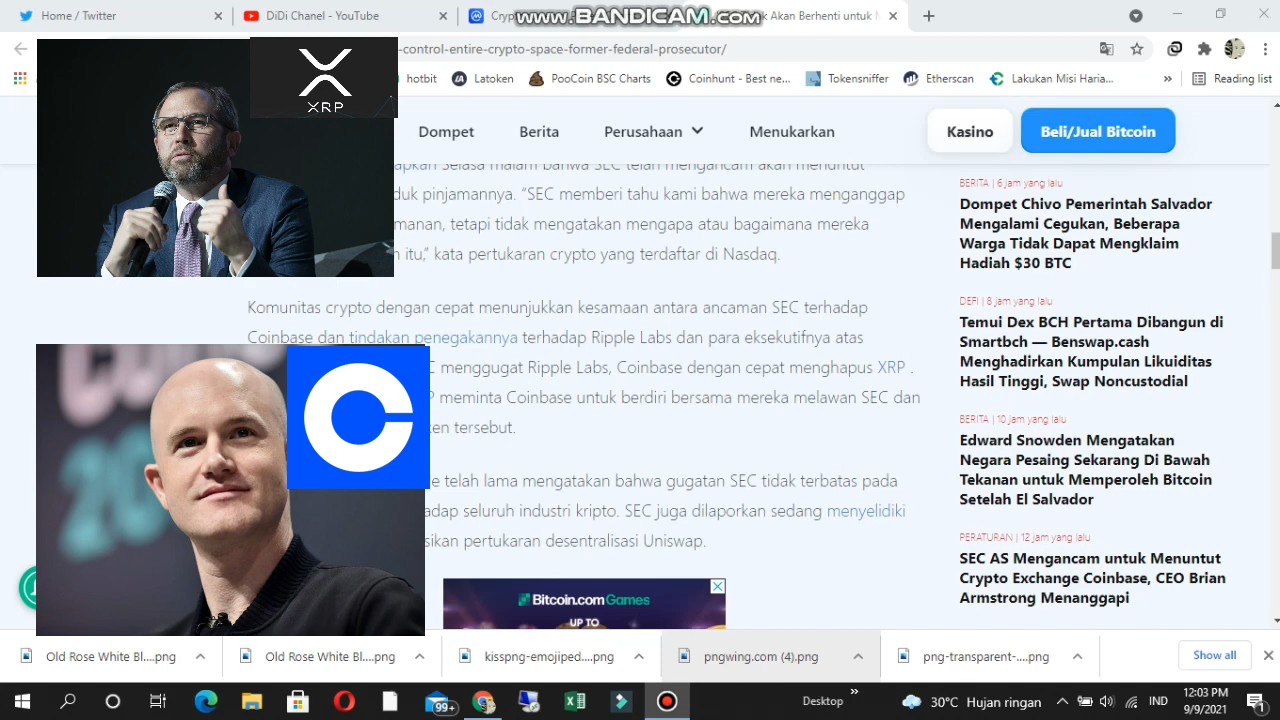 Home / Twitter
DiDi Chanel - YouTube
Cryp
www.BANDICAM.com
k Akan Berhenti untuk M
-control-entire-crypto-space-former-federal-prosecutor/
hotbit
Latoken
PooCoin BSC Charts
CoinHunt - Best ne...
Tokensniffer
Etherscan
Lakukan Misi Haria...
Reading list
XRP
Dompet
Berita
Perusahaan
Menukarkan
Kasino
Beli/Jual Bitcoin
apkan Selasa malam bahwa SEC telah mengancam akan menuntut
duk pinjamannya. “SEC memberi tahu kami bahwa mereka menganggap
manan, tetapi tidak mengatakan mengapa atau bagaimana mereka
n itu,” kata pertukaran crypto yang terdaftar di Nasdaq.
Komunitas crypto dengan cepat menunjukkan kesamaan antara ancaman SEC terhadap
Coinbase dan tindakan penegakannya terhadap Ripple Labs dan para eksekutifnya atas
C menggugat Ripple Labs, Coinbase dengan cepat menghapus XRP .
P meminta Coinbase untuk berdiri bersama mereka melawan SEC dan
en tersebut.
e telah lama mengatakan bahwa gugatan SEC tidak terbatas pada
adap seluruh industri kripto. SEC juga dilaporkan sedang menyelidiki
sikan pertukaran desentralisasi Uniswap.
Bitcoin.com Games
UP TO
BERITA | 6 jam yang lalu
Dompet Chivo Pemerintah Salvador
Mengalami Cegukan, Beberapa
Warga Tidak Dapat Mengklaim
Hadiah $30 BTC
DEFI | 8 jam yang lalu
Temui Dex BCH Pertama Dibangun di
Smartbch — Benswap.cash
Menghadirkan Kumpulan Likuiditas
Hasil Tinggi, Swap Noncustodial
BERITA | 10 jam yang lalu
Edward Snowden Mengatakan
Negara Pesaing Sekarang Di Bawah
Tekanan untuk Memperoleh Bitcoin
Setelah El Salvador
PERATURAN | 12 jam yang lalu
SEC AS Mengancam untuk Menuntut
Crypto Exchange Coinbase, CEO Brian
Armstrong Menanggapi
Old Rose White Bl....png
Old Rose White Bl....png
kisspng-emojiped....png
pngwing.com (4).png
png-transparent-....png
Show all
99+
Desktop
30°C Hujan ringan
IND
12:03 PM
9/9/2021
1